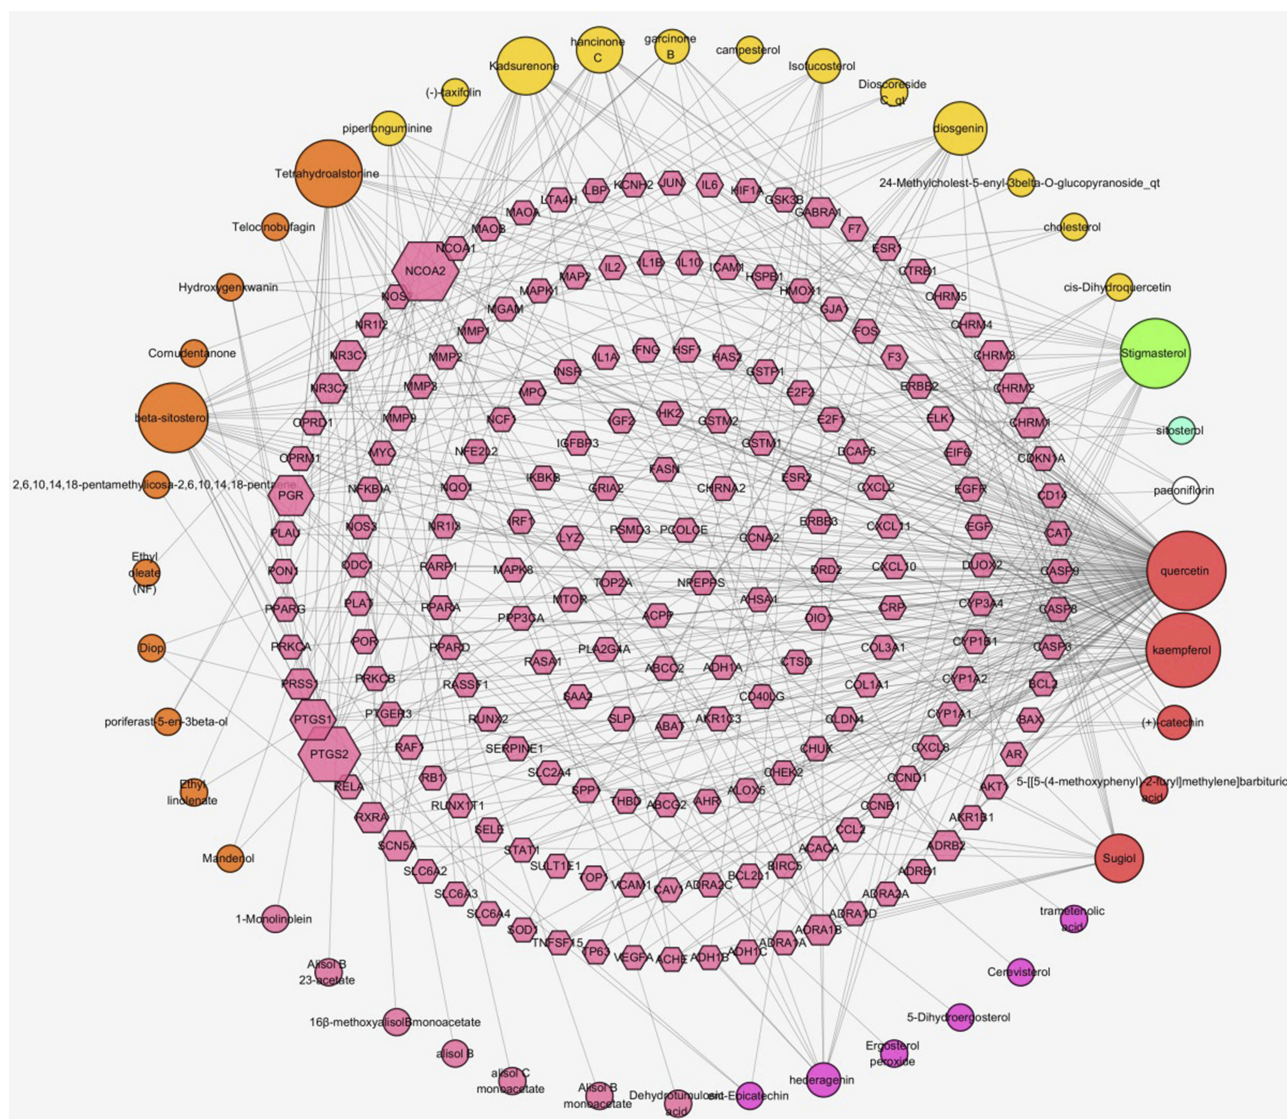 hancinone
C
garcinone
B
campesterol
Kadsurenone
Isofucosterol
Dioscoreside
C_qt
(-)-taxifolin
piperlonguminine
diosgenin
Tetrahydroalstonine
24-Methylcholest-5-enyl-3belta-O-glucopyranoside_qt
Telocinobufagin
cholesterol
Hydroxygenkwanin
cis-Dihydroquercetin
Cornudentanone
Stigmasterol
beta-sitosterol
sitosterol
2,6,10,14,18-pentamethylicosa-2,6,10,14,18-pentaene
paeoniflorin
Ethyl
oleate
(NF)
quercetin
Diop
kaempferol
poriferast-5-en-3beta-ol
(+)-catechin
Ethyl
linolenate
5-[[5-(4-methoxyphenyl)-2-furyl]methylene]barbituric
acid
Mandenol
Sugiol
1-Monolinolein
trametenolic
acid
Alisol B
23-acetate
Cerevisterol
16β-methoxyalisolBmonoacetate
5-Dihydroergosterol
alisol B
Ergosterol
peroxide
alisol C
monoacetate
hederagenin
Alisol B
monoacetate
Dehydrotumulosic
acid
ent-Epicatechin
NCOA2
NCOA1
MAOB
MAOA
LTA4H
LBP
KCNH2
JUN
IL6
HIF1A
GSK3B
GABRA1
F7
ESR1
CTRB1
CHRM5
CHRM4
CHRM3
CHRM2
CHRM1
CDKN1A
CD14
CAT
CASP9
CASP8
CASP3
BCL2
BAX
AR
AKT1
AKR1B1
ADRB2
ADRB1
ADRA2A
ADRA1D
ADRA1B
ADRA1A
ADH1C
ADH1B
ACHE
VEGFA
TP63
TNFSF15
SOD1
SLC6A4
SLC6A3
SLC6A2
SCN5A
RXRA
RELA
PTGS2
PTGS1
PRSS1
PRKCA
PPARG
PON1
PLAU
PGR
OPRM1
OPRD1
NR3C2
NR3C1
NR1I2
MGAM
MAPK1
MAP2
IL2
IL1B
IL10
ICAM1
HSPB1
HMOX1
GJA1
FOS
F3
ERBB2
ELK1
EIF6
EGFR
EGF
DUOX2
CYP3A4
CYP1B1
CYP1A2
CYP1A1
CXCL8
CCND1
CCNB1
CCL2
ACACA
BIRC5
BCL2L1
ADRA2C
CAV1
VCAM1
TOP1
SULT1E1
STAT1
SELE
RUNX1T1
RB1
RAF1
PTGER3
PRKCB
POR
PLAT
ODC1
NOS3
NFKBIA
MYC
MMP9
MMP3
MMP2
MMP1
INSR
IL1A
IFNG
HSF1
HAS2
GSTP1
E2F2
E2F1
DCAF5
CXCL2
CXCL11
CXCL10
CRP
COL3A1
COL1A1
CLDN4
CHUK
CHEK2
ALOX5
AHR
ABCG2
THBD
SPP1
SLC2A4
SERPINE1
RUNX2
RASSF1
PPARD
PPARA
PARP1
NR1I3
NQO1
NFE2L2
NCF1
MPO
IGF2
HK2
GSTM2
GSTM1
ESR2
ERBB3
DRD2
DIO1
CTSD
CD40LG
AKR1C3
ABAT
SLPI
SAA2
RASA1
PPP3CA
MAPK8
IRF1
IKBKB
IGFBP3
FASN
CHRNA2
CCNA2
AHSA1
ADH1A
ABCC2
PLA2G4A
MTOR
LYZ
GRIA2
PSMD3
PCOLCE
NPEPPS
ACPP
TOP2A